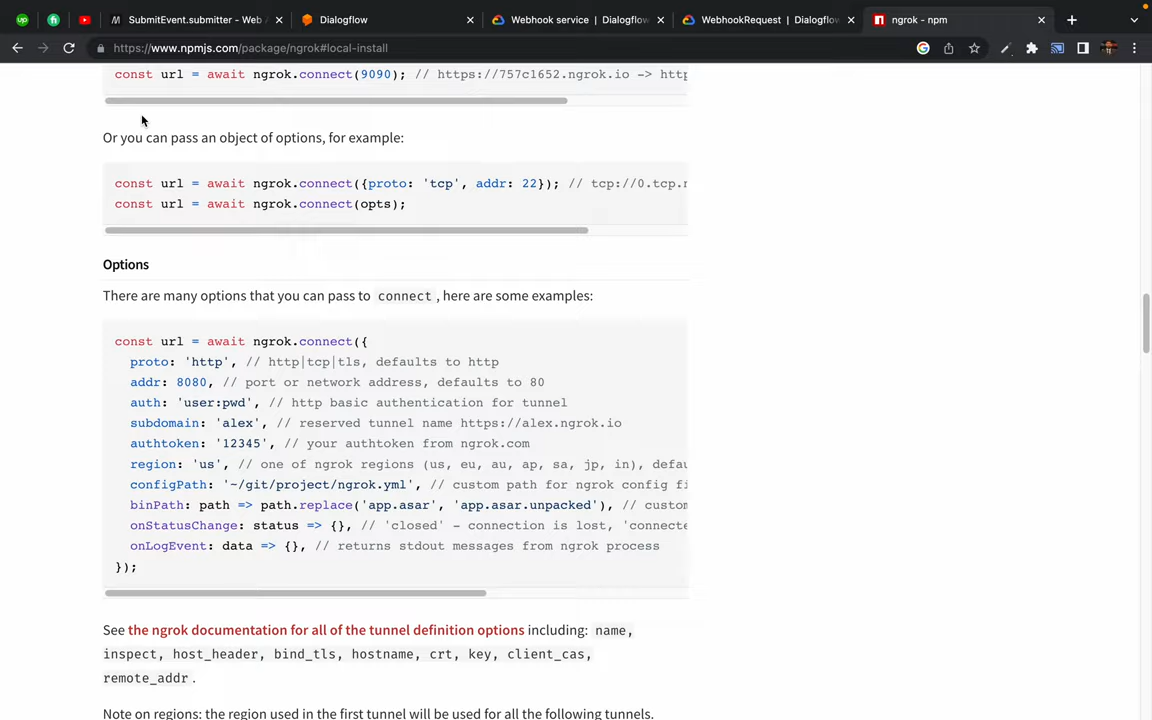 SubmitEvent.submitter - Web A
Dialogflow
Webhook service | Dialogflow
WebhookRequest | Dialogflow
ngrok - npm
https://www.npmjs.com/package/ngrok#local-install
const url = await ngrok.connect(9090); // https://757c1652.ngrok.io -> http
Or you can pass an object of options, for example:
const url = await ngrok.connect({proto: 'tcp', addr: 22}); // tcp://0.tcp.n
const url = await ngrok.connect(opts);
Options
There are many options that you can pass to connect, here are some examples:
const url = await ngrok.connect({
proto: 'http', // http|tcp|tls, defaults to http
addr: 8080, // port or network address, defaults to 80
auth: 'user:pwd', // http basic authentication for tunnel
subdomain: 'alex', // reserved tunnel name https://alex.ngrok.io
authtoken: '12345', // your authtoken from ngrok.com
region: 'us', // one of ngrok regions (us, eu, au, ap, sa, jp, in), defau
configPath: '~/git/project/ngrok.yml', // custom path for ngrok config fi
binPath: path => path.replace('app.asar', 'app.asar.unpacked'), // custom
onStatusChange: status => {}, // 'closed' - connection is lost, 'connecte
onLogEvent: data => {}, // returns stdout messages from ngrok process
});
See the ngrok documentation for all of the tunnel definition options including: name,
inspect, host_header, bind_tls, hostname, crt, key, client_cas,
remote_addr.
Note on regions: the region used in the first tunnel will be used for all the following tunnels.